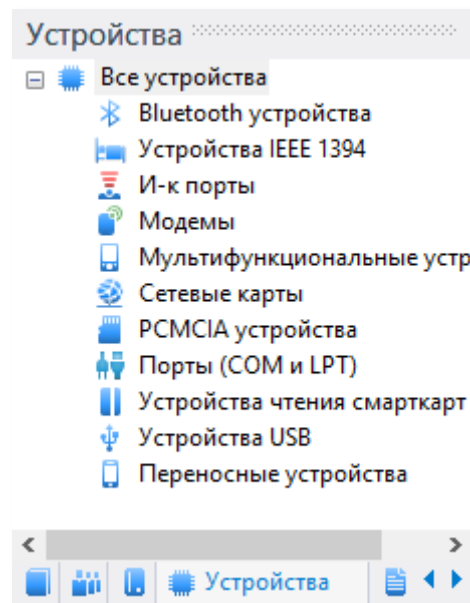 Устройства
Все устройства
Bluetooth устройства
Устройства IEEE 1394
И-к порты
Модемы
Мультифункциональные устр
Сетевые карты
PCMCIA устройства
Порты (COM и LPT)
Устройства чтения смарткарт
Устройства USB
Переносные устройства
Устройства